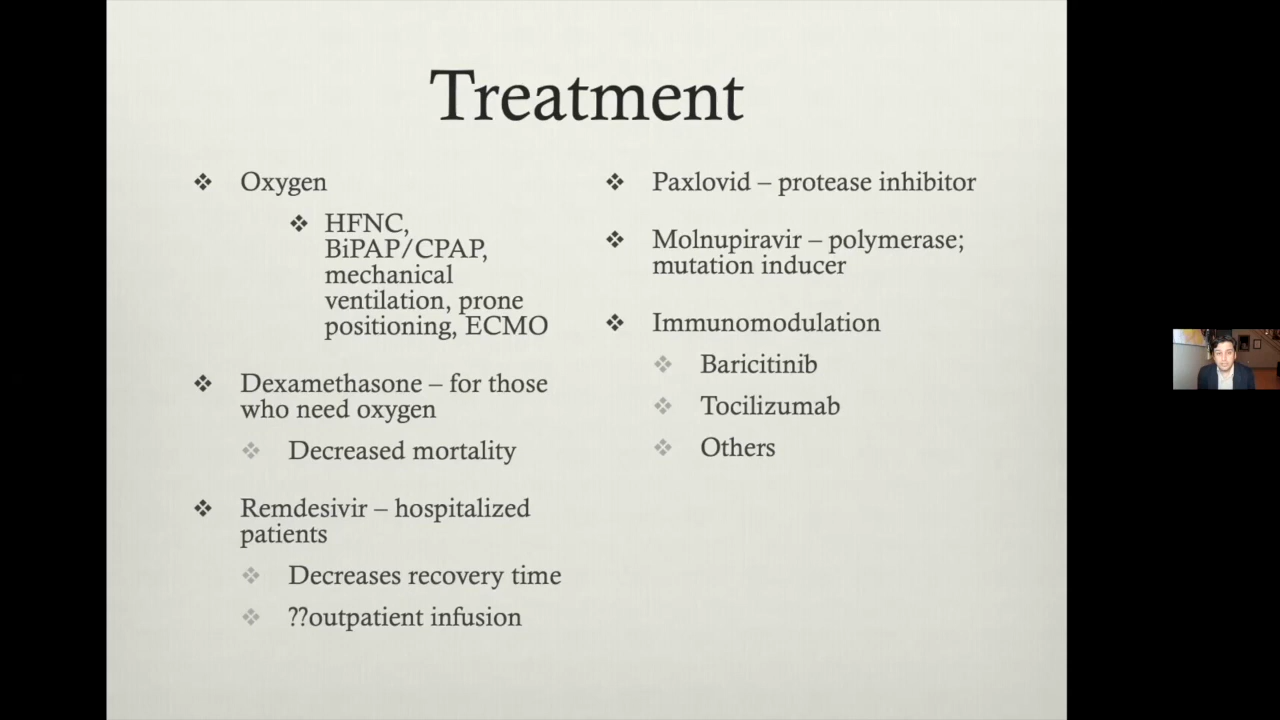 Treatment
Oxygen
HFNC,
BiPAP/CPAP,
mechanical
ventilation, prone
positioning, ECMO
Dexamethasone – for those
who need oxygen
Decreased mortality
Remdesivir – hospitalized
patients
Decreases recovery time
??outpatient infusion
Paxlovid – protease inhibitor
Molnupiravir – polymerase;
mutation inducer
Immunomodulation
Baricitinib
Tocilizumab
Others